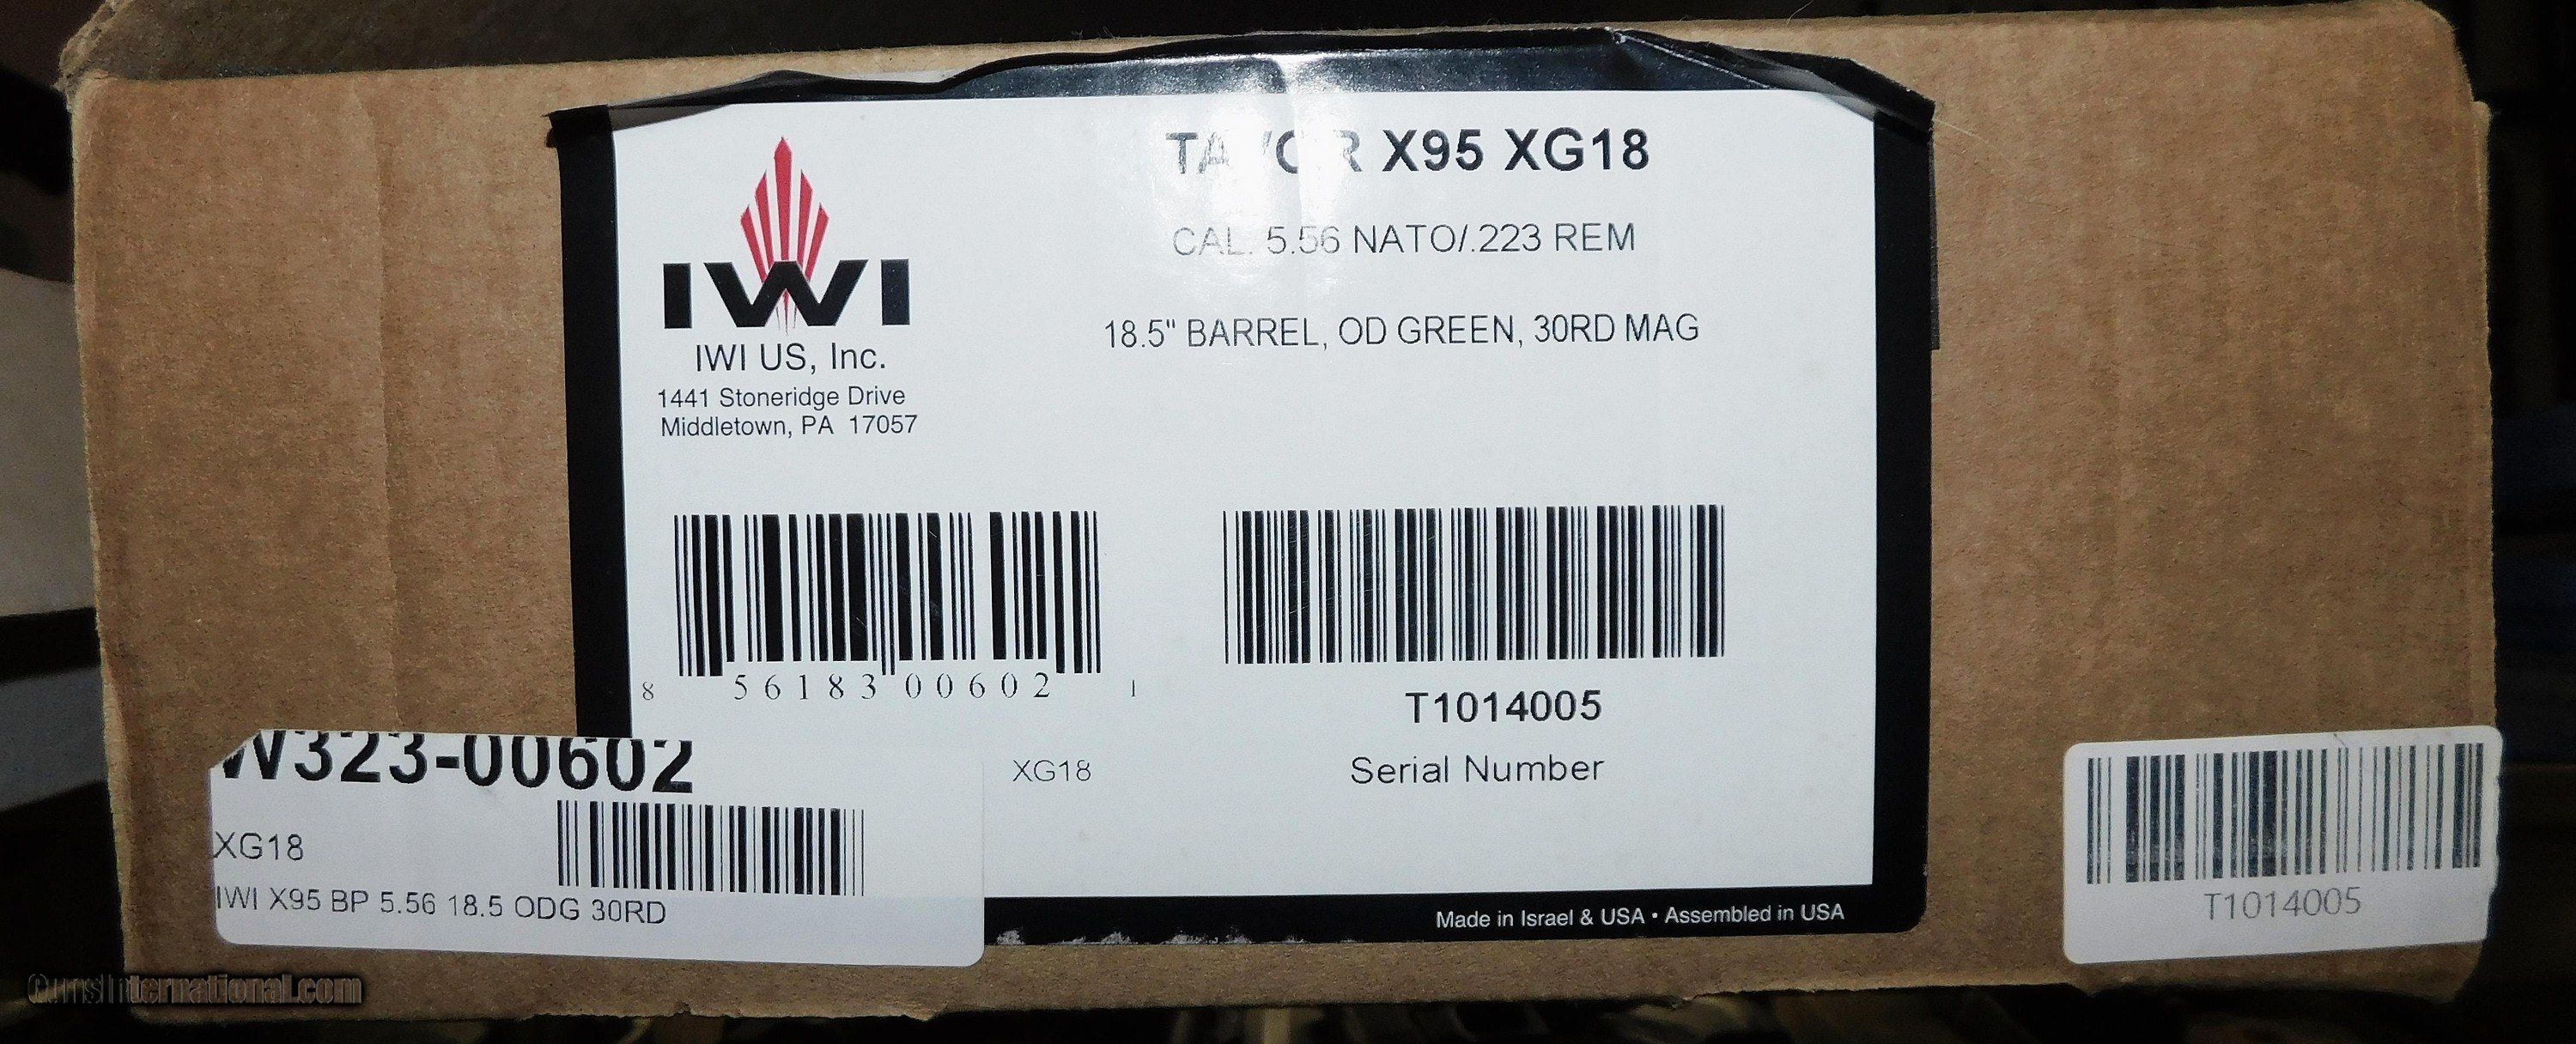 TAVOR X95 XG18
CAL. 5.56 NATO/.223 REM
18.5" BARREL, OD GREEN, 30RD MAG
IWI
IWI US, Inc.
1441 Stoneridge Drive
Middletown, PA 17057
8 56183 00602 1
XG18
T1014005
Serial Number
Made in Israel & USA • Assembled in USA
W323-00602
XG18
IWI X95 BP 5.56 18.5 ODG 30RD
T1014005
GunsInternational.com